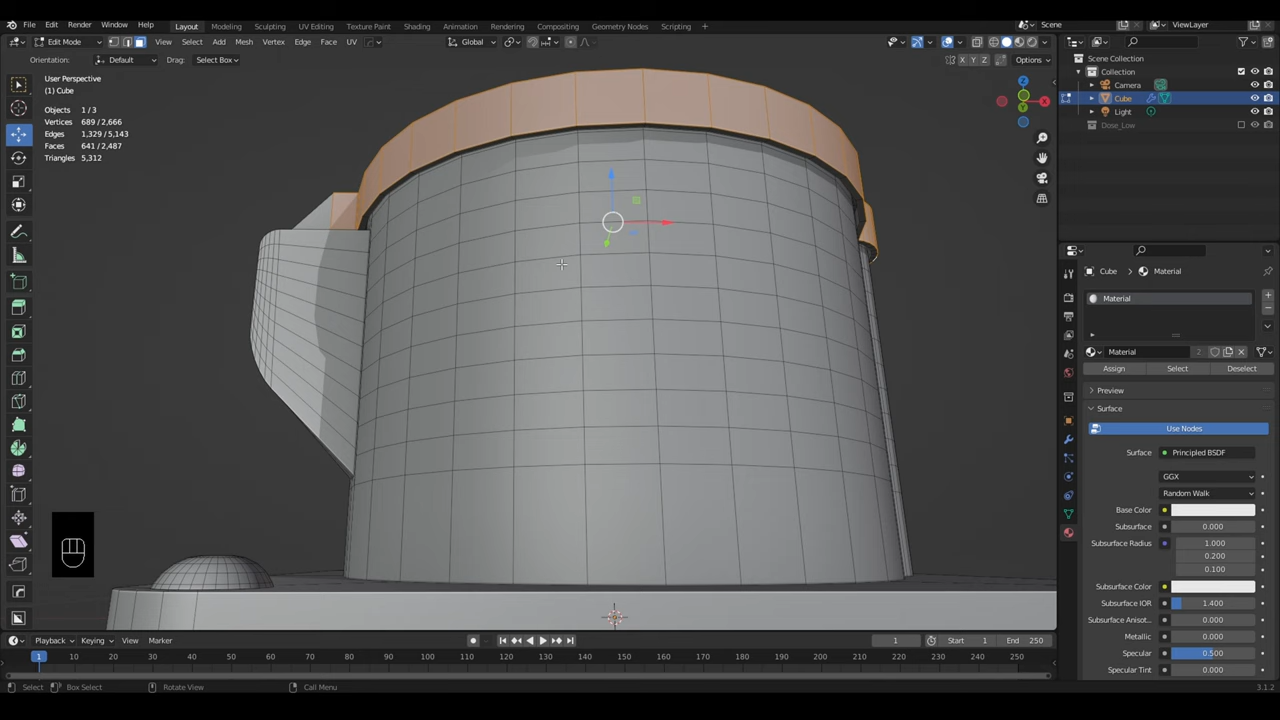 File Edit Render Window Help Layout Modeling Sculpting UV Editing Texture Paint Shading Animation Rendering Compositing Geometry Nodes Scripting + Scene ViewLayer
Edit Mode View Select Add Mesh Vertex Edge Face UV Global
Orientation: Default Drag: Select Box X Y Z Options
User Perspective
(1) Cube
Objects 1 / 3
Vertices 689 / 2,666
Edges 1,329 / 5,143
Faces 641 / 2,487
Triangles 5,312
X
Y
Z
Scene Collection
Collection
Camera
Cube
Light
Dose_Low
Cube Material
Material
Material 2
Assign Select Deselect
Preview
Surface
Use Nodes
Surface Principled BSDF
GGX
Random Walk
Base Color
Subsurface 0.000
Subsurface Radius 1.000
0.200
0.100
Subsurface Color
Subsurface IOR 1.400
Subsurface Anisot... 0.000
Metallic 0.000
Specular 0.500
Specular Tint 0.000
Playback Keying View Marker 1 Start 1 End 250
1 10 20 30 40 50 60 70 80 90 100 110 120 130 140 150 160 170 180 190 200 210 220 230 240 250
Select Box Select Rotate View Call Menu 3.1.2